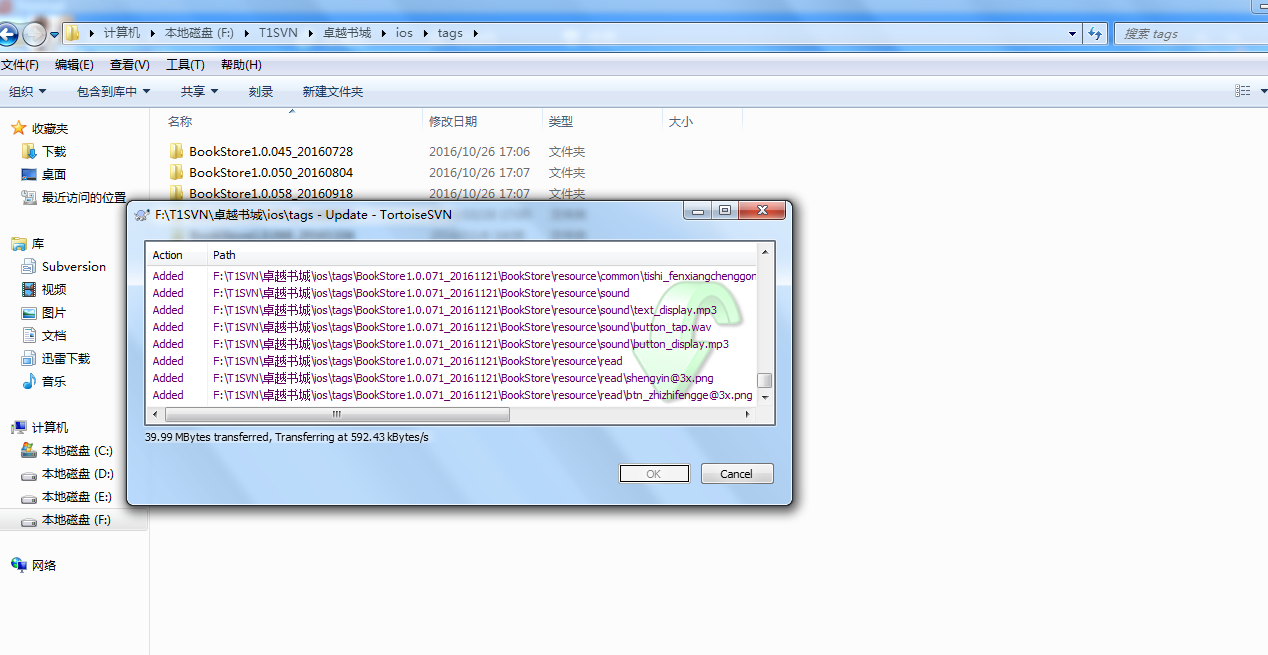 计算机 本地磁盘 (F:) T1SVN 卓越书城 ios tags 搜索 tags
文件(F) 编辑(E) 查看(V) 工具(T) 帮助(H)
组织 包含到库中 共享 刻录 新建文件夹
收藏夹
下载
桌面
最近访问的位置
库
Subversion
视频
图片
文档
迅雷下载
音乐
计算机
本地磁盘 (C:)
本地磁盘 (D:)
本地磁盘 (E:)
本地磁盘 (F:)
网络
名称 修改日期 类型 大小
BookStore1.0.045_20160728 2016/10/26 17:06 文件夹
BookStore1.0.050_20160804 2016/10/26 17:07 文件夹
BookStore1.0.058_20160918 2016/10/26 17:07 文件夹
F:\T1SVN\卓越书城\ios\tags - Update - TortoiseSVN
Action Path
Added F:\T1SVN\卓越书城\ios\tags\BookStore1.0.071_20161121\BookStore\resource\common\tishi_fenxiangchenggon
Added F:\T1SVN\卓越书城\ios\tags\BookStore1.0.071_20161121\BookStore\resource\sound
Added F:\T1SVN\卓越书城\ios\tags\BookStore1.0.071_20161121\BookStore\resource\sound\text_display.mp3
Added F:\T1SVN\卓越书城\ios\tags\BookStore1.0.071_20161121\BookStore\resource\sound\button_tap.wav
Added F:\T1SVN\卓越书城\ios\tags\BookStore1.0.071_20161121\BookStore\resource\sound\button_display.mp3
Added F:\T1SVN\卓越书城\ios\tags\BookStore1.0.071_20161121\BookStore\resource\read
Added F:\T1SVN\卓越书城\ios\tags\BookStore1.0.071_20161121\BookStore\resource\read\shengyin@3x.png
Added F:\T1SVN\卓越书城\ios\tags\BookStore1.0.071_20161121\BookStore\resource\read\btn_zhizhifengge@3x.png
39.99 MBytes transferred, Transferring at 592.43 kBytes/s
OK Cancel